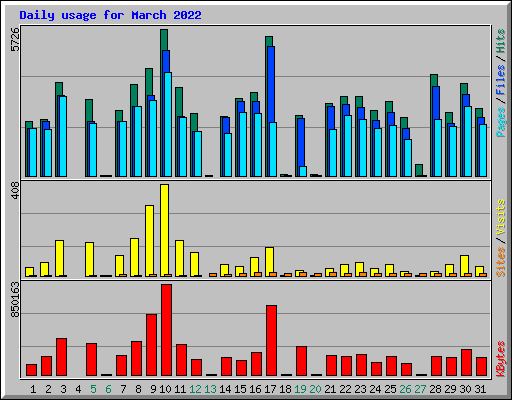 Daily usage for March 2022
5726
408
850163
Pages/Files/Hits
Sites/Visits
KBytes
1 2 3 4 5 6 7 8 9 10 11 12 13 14 15 16 17 18 19 20 21 22 23 24 25 26 27 28 29 30 31